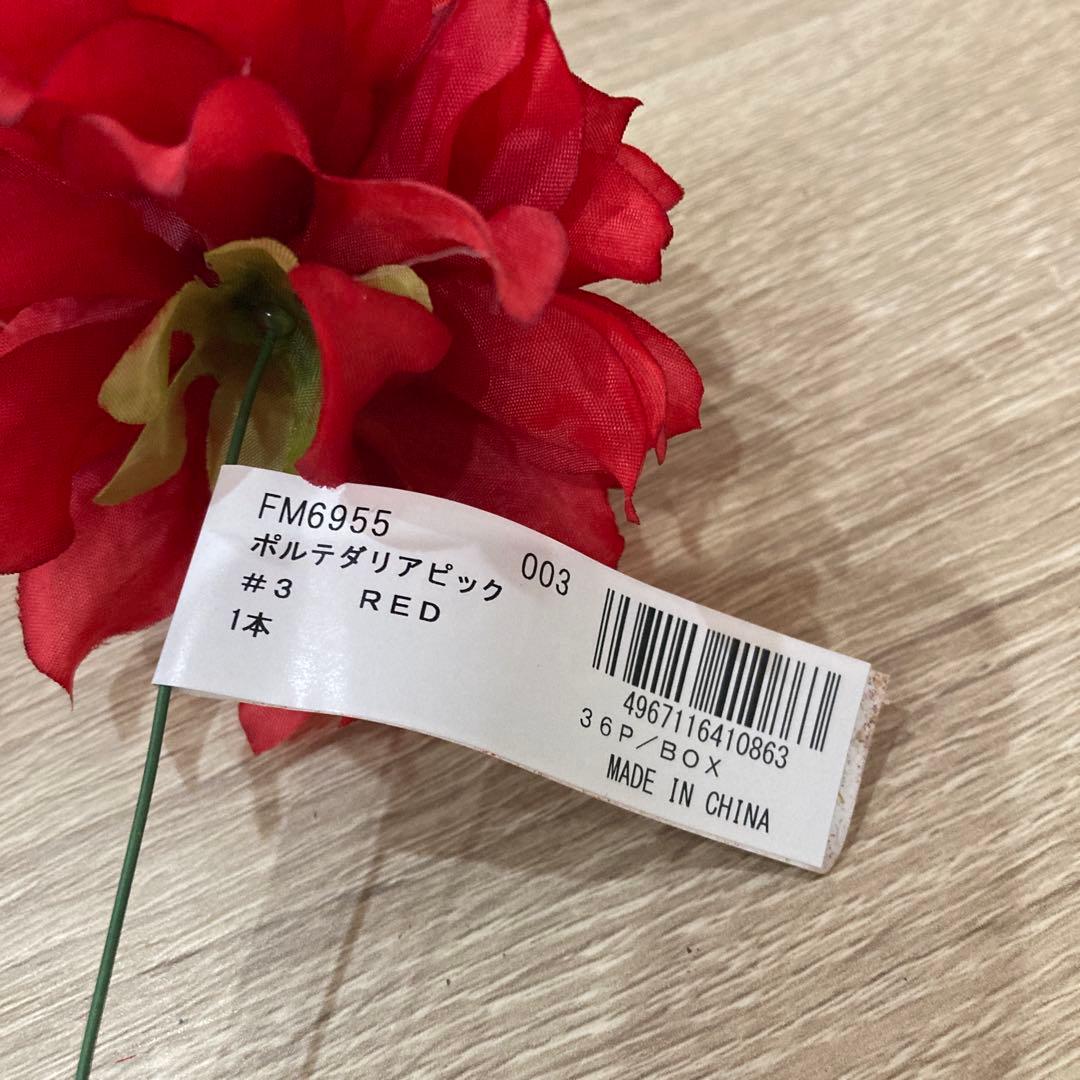 FM6955
ポルテダリアピック 003
#3 RED
1本
4967116410863
36P/BOX
MADE IN CHINA